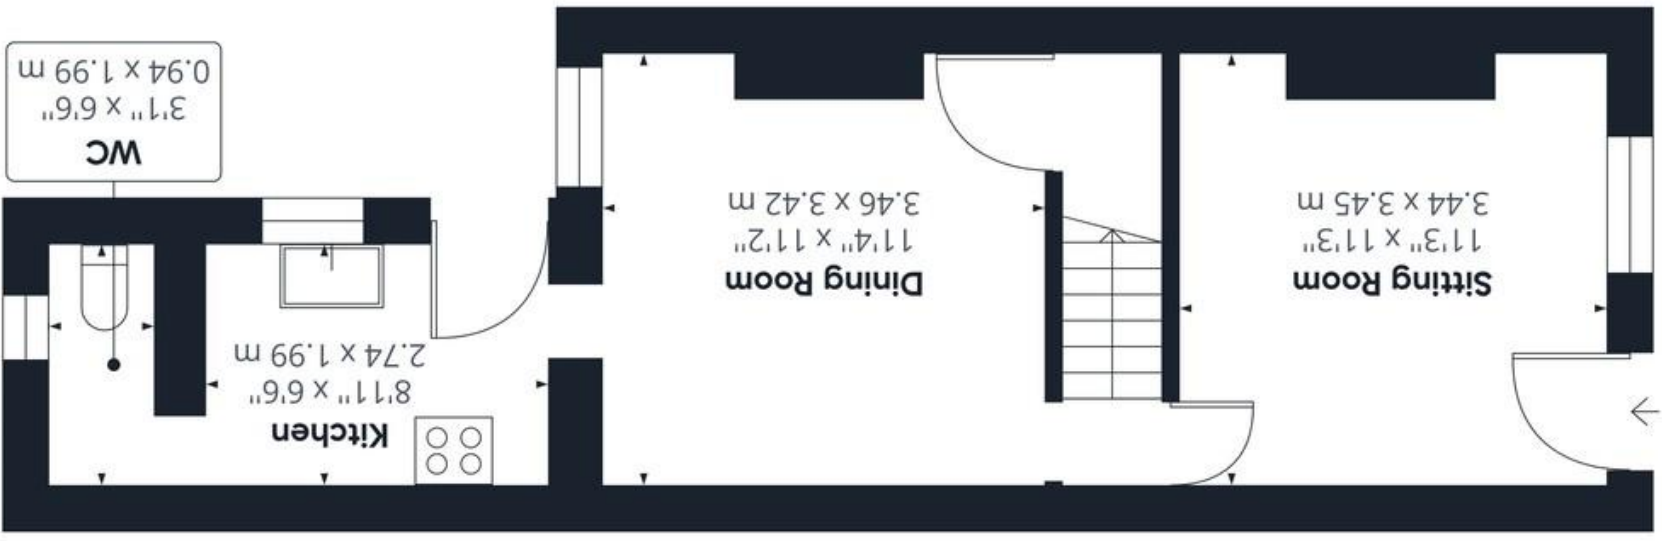 Sitting Room
11'3" x 11'3"
3.44 x 3.45 m
Dining Room
11'4" x 11'2"
3.46 x 3.42 m
Kitchen
8'11" x 6'6"
2.74 x 1.99 m
WC
3'1" x 6'6"
0.94 x 1.99 m